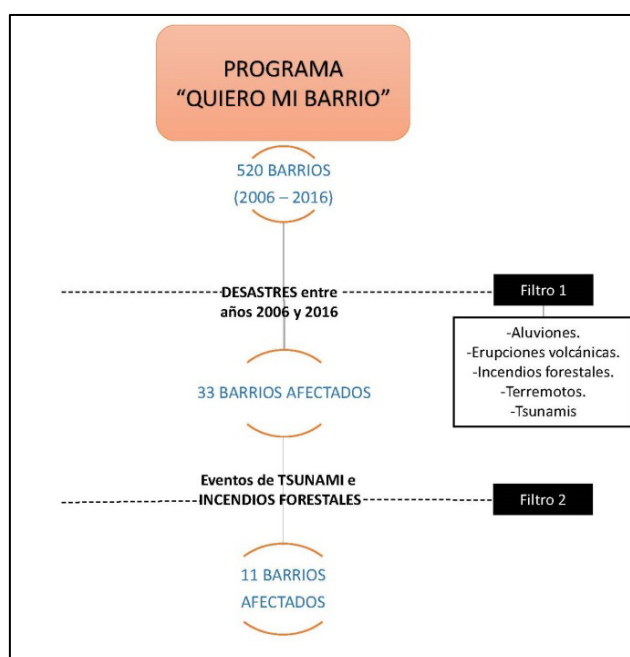 PROGRAMA
“QUIERO MI BARRIO”
520 BARRIOS
(2006 – 2016)
DESASTRES entre
años 2006 y 2016
Filtro 1
-Aluviones.
-Erupciones volcánicas.
-Incendios forestales.
-Terremotos.
-Tsunamis
33 BARRIOS AFECTADOS
Eventos de TSUNAMI e
INCENDIOS FORESTALES
Filtro 2
11 BARRIOS
AFECTADOS